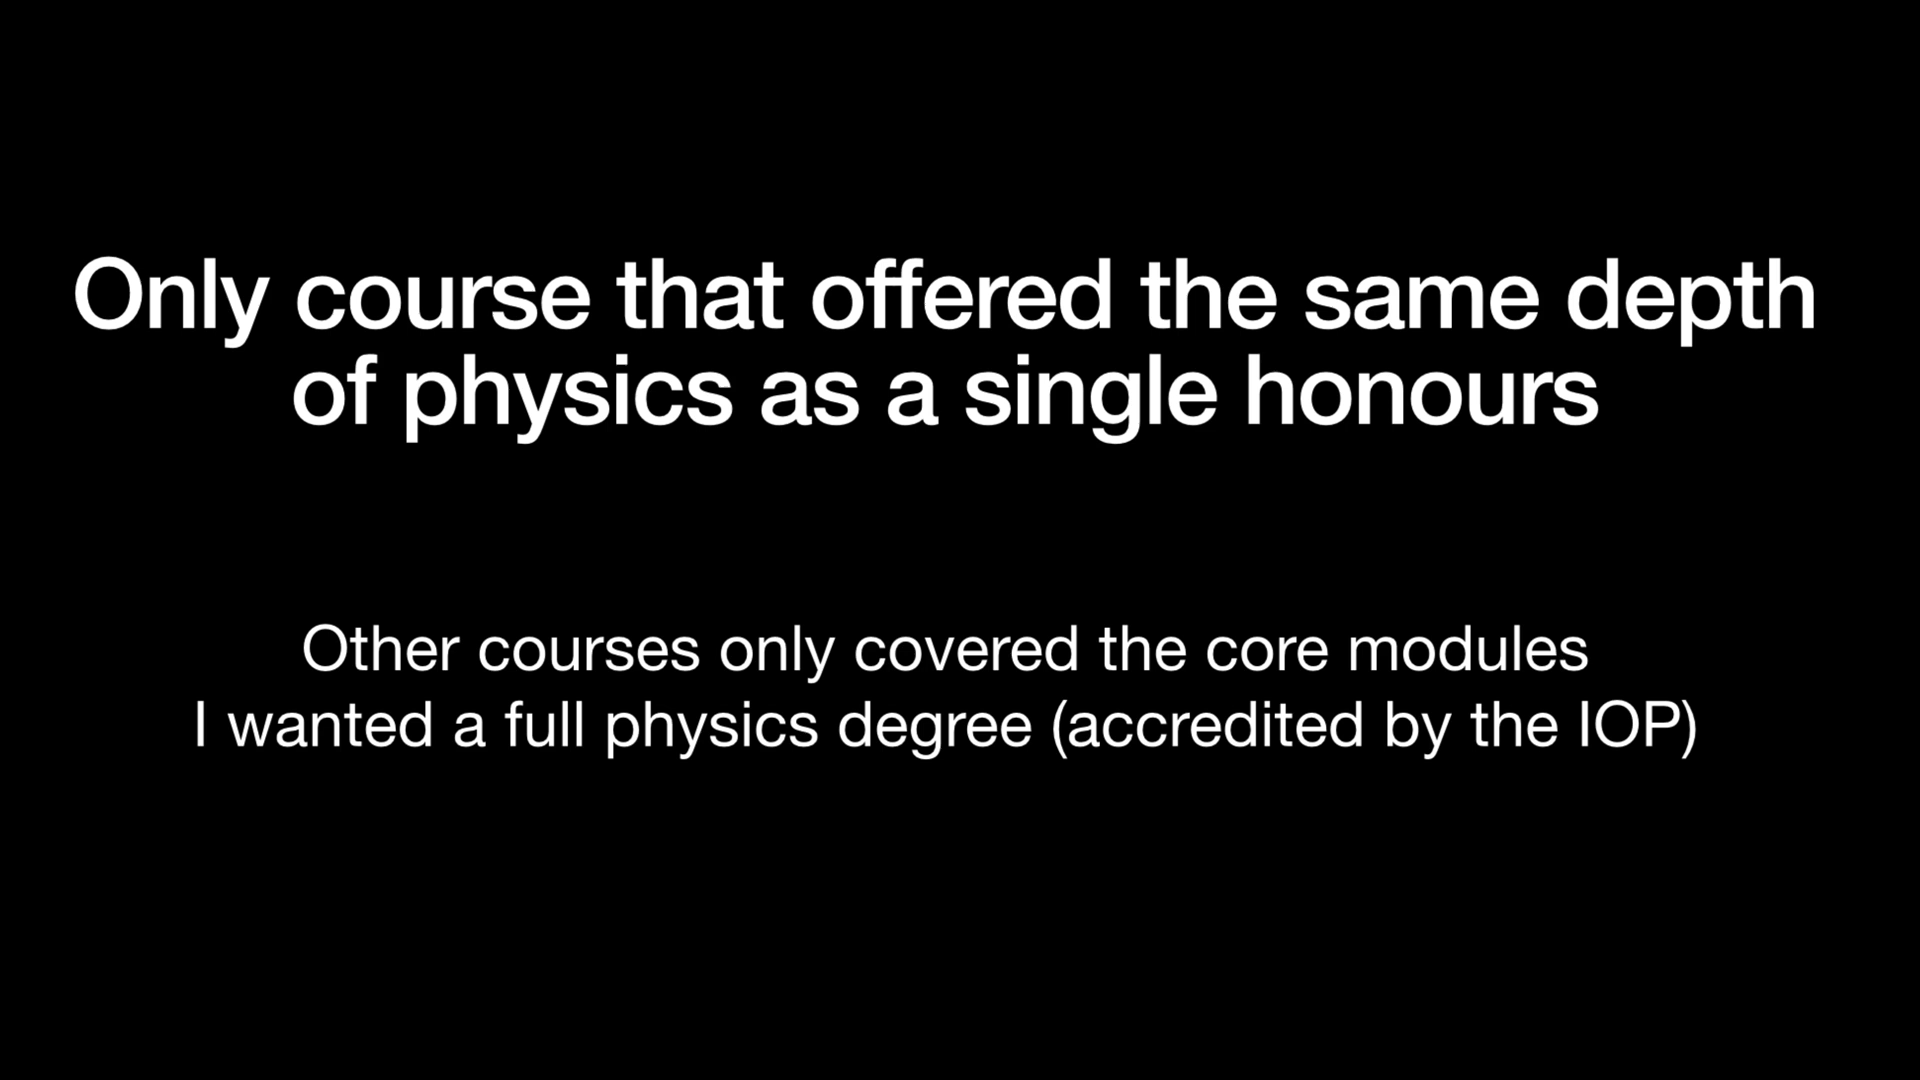 Only course that offered the same depth
of physics as a single honours
Other courses only covered the core modules
I wanted a full physics degree (accredited by the IOP)